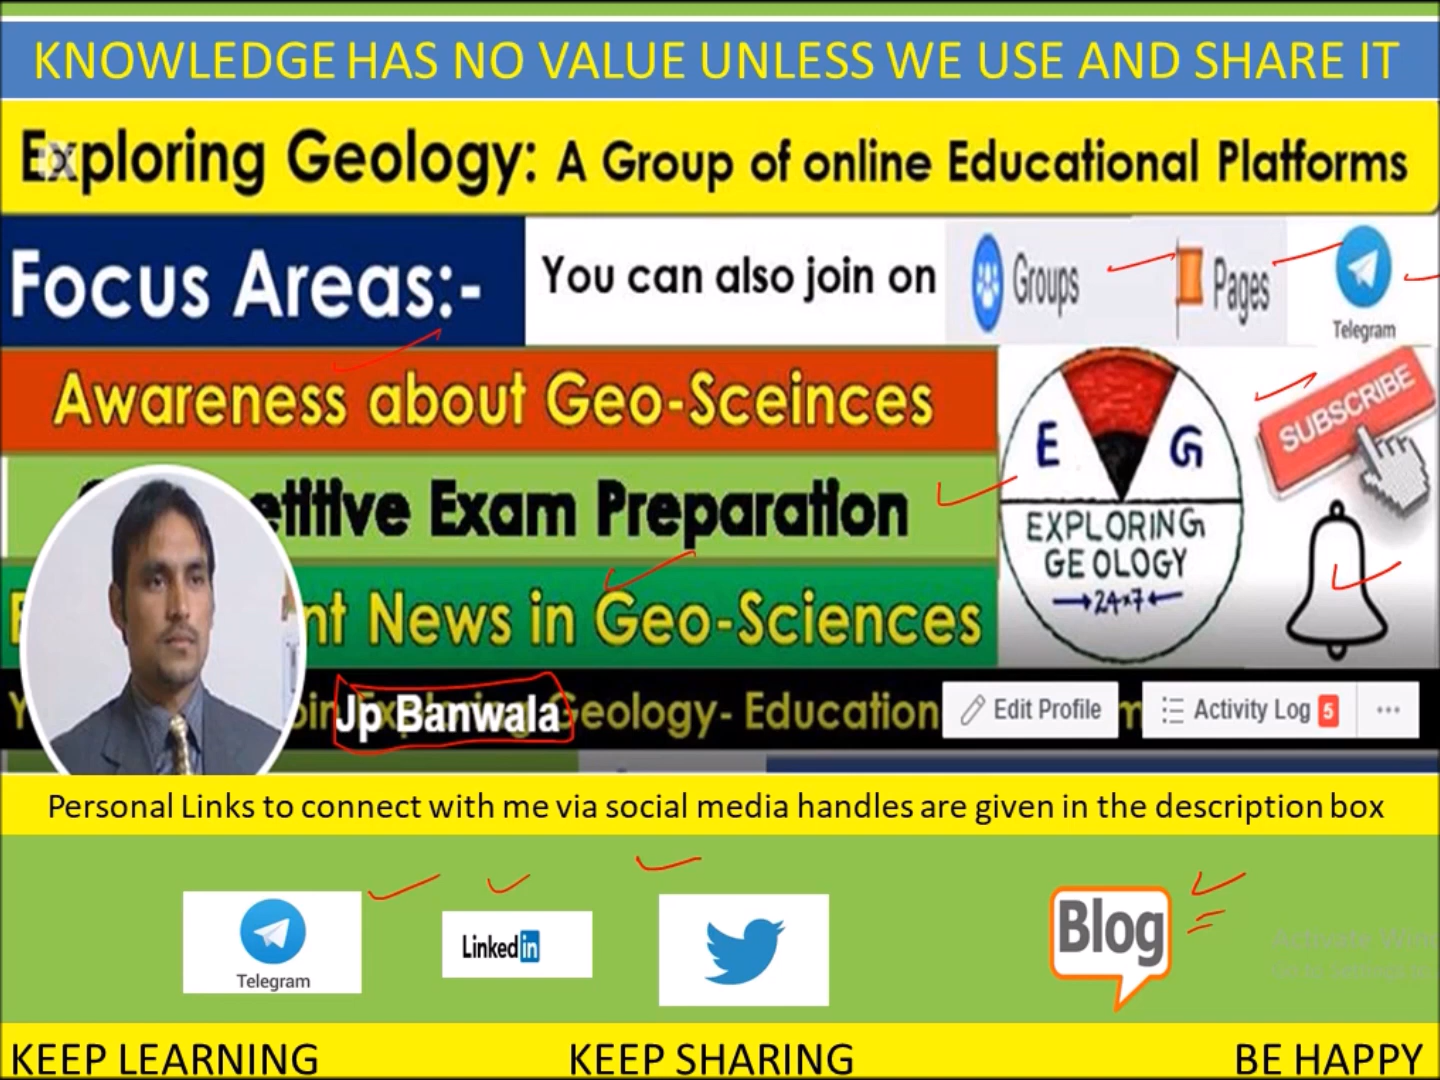 KNOWLEDGE HAS NO VALUE UNLESS WE USE AND SHARE IT
Exploring Geology: A Group of online Educational Platforms
Focus Areas:-
You can also join on
Groups
Pages
Telegram
Awareness about Geo-Sceinces
SUBSCRIBE
E G
etitive Exam Preparation
EXPLORING
GEOLOGY
24x7
nt News in Geo-Sciences
Jp Banwala
Geology- Education
Edit Profile
Activity Log 5
Personal Links to connect with me via social media handles are given in the description box
Telegram
Linkedin
Blog
KEEP LEARNING
KEEP SHARING
BE HAPPY